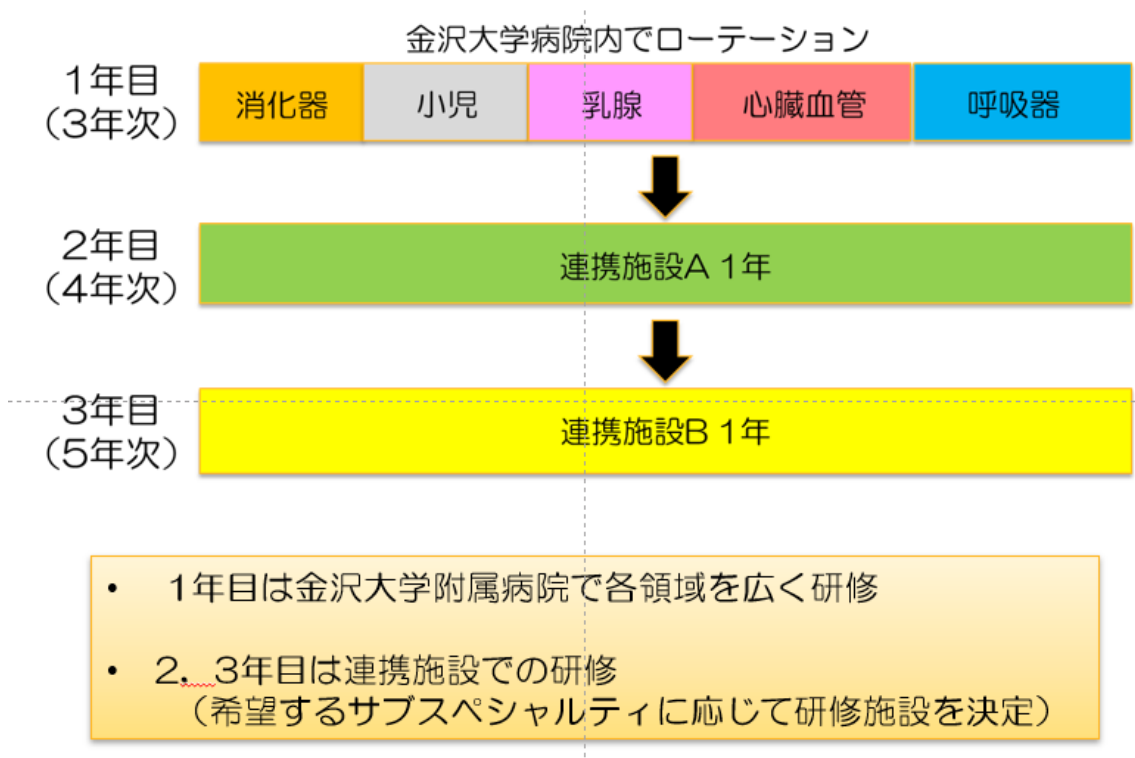 金沢大学病院内でローテーション
1年目
(3年次)
消化器 小児 乳腺 心臓血管 呼吸器
2年目
(4年次)
連携施設A 1年
3年目
(5年次)
連携施設B 1年
• 1年目は金沢大学附属病院で各領域を広く研修
• 2．3年目は連携施設での研修
（希望するサブスペシャルティに応じて研修施設を決定）